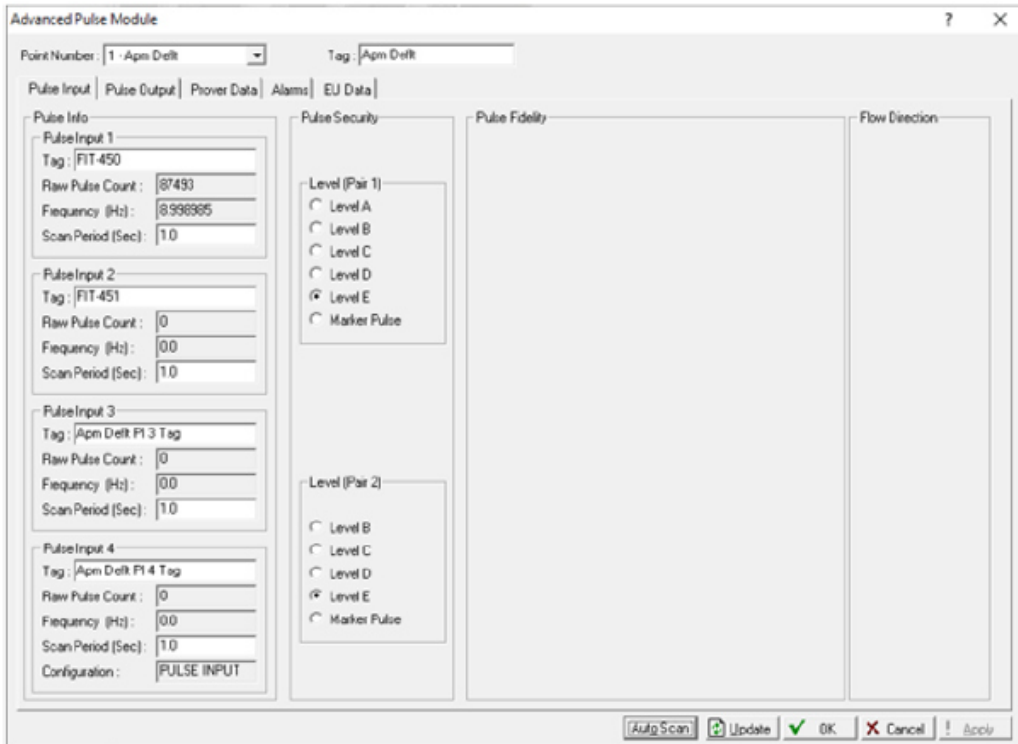 Advanced Pulse Module ? ×
Point Number : 1 - Apm Deflt Tag : Apm Deflt
Pulse Input Pulse Output Prover Data Alarms EU Data
Pulse Info
Pulse Input 1
Tag : FIT-450
Raw Pulse Count : 87493
Frequency (Hz) : 8.998985
Scan Period (Sec) : 1.0
Pulse Input 2
Tag : FIT-451
Raw Pulse Count : 0
Frequency (Hz) : 0.0
Scan Period (Sec) : 1.0
Pulse Input 3
Tag : Apm Deflt PI 3 Tag
Raw Pulse Count : 0
Frequency (Hz) : 0.0
Scan Period (Sec) : 1.0
Pulse Input 4
Tag : Apm Deflt PI 4 Tag
Raw Pulse Count : 0
Frequency (Hz) : 0.0
Scan Period (Sec) : 1.0
Configuration : PULSE INPUT
Pulse Security
Level (Pair 1)
Level A
Level B
Level C
Level D
Level E
Marker Pulse
Level (Pair 2)
Level B
Level C
Level D
Level E
Marker Pulse
Pulse Fidelity
Flow Direction
Auto Scan Update OK Cancel ! Apply